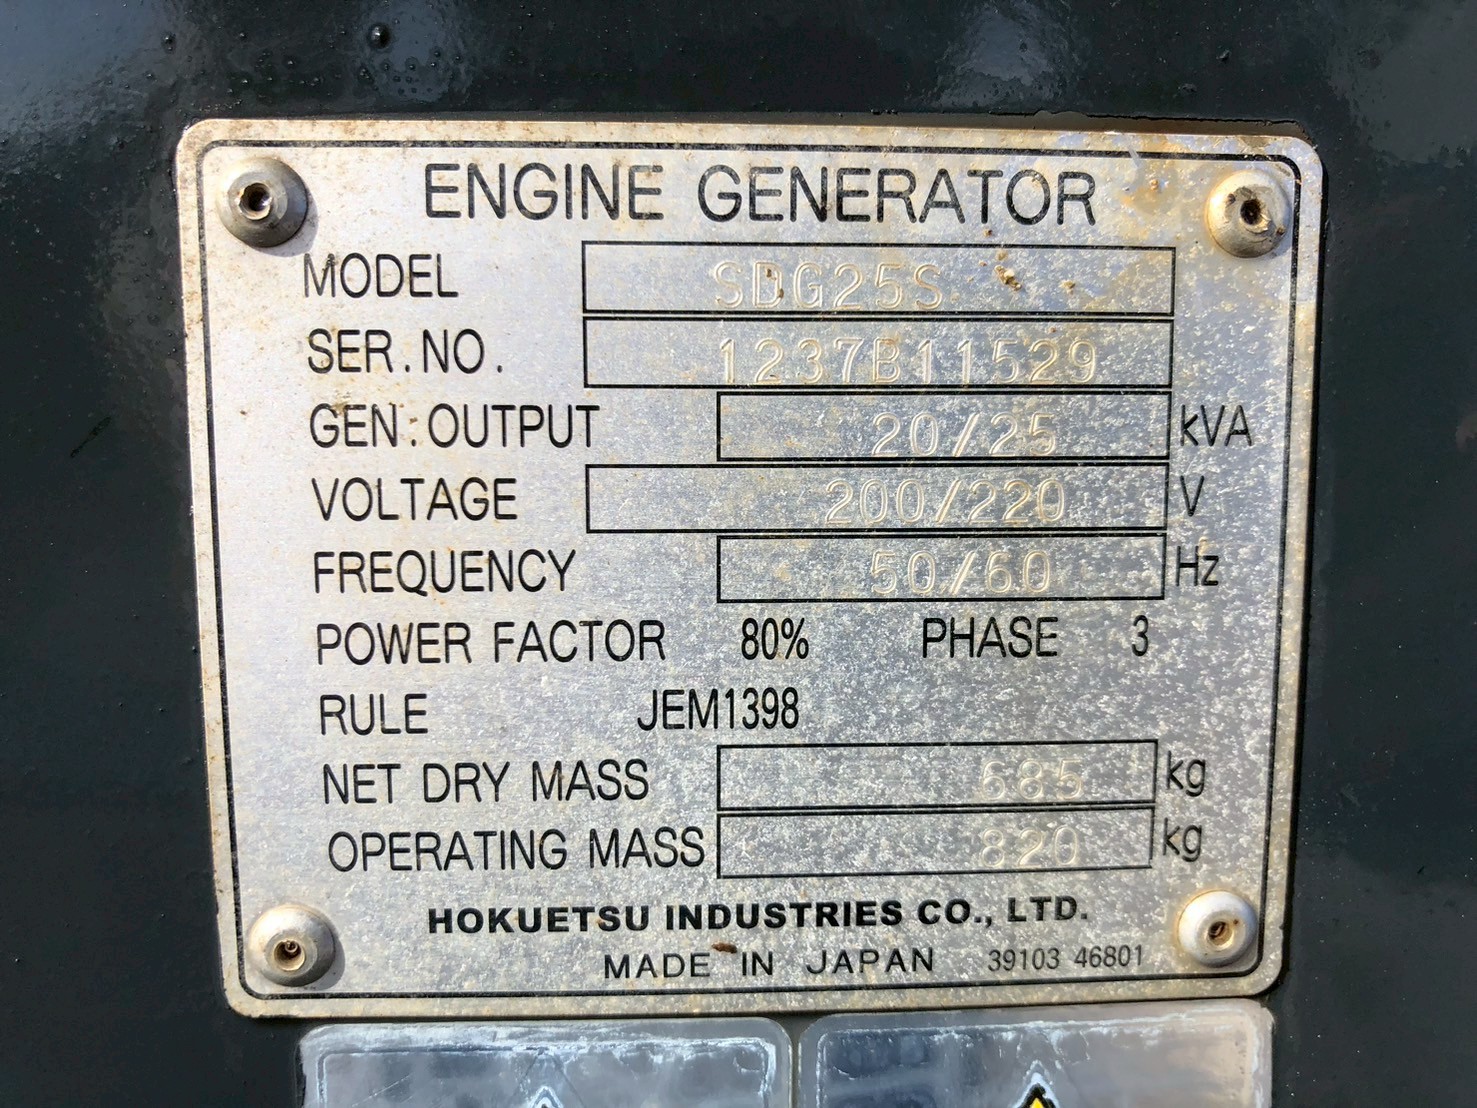 ENGINE GENERATOR
MODEL SDG25S
SER.NO. 1237B11529
GEN.OUTPUT 20/25 kVA
VOLTAGE 200/220 V
FREQUENCY 50/60 Hz
POWER FACTOR 80% PHASE 3
RULE JEM1398
NET DRY MASS 685 kg
OPERATING MASS 820 kg
HOKUETSU INDUSTRIES CO., LTD.
MADE IN JAPAN 39103 46801